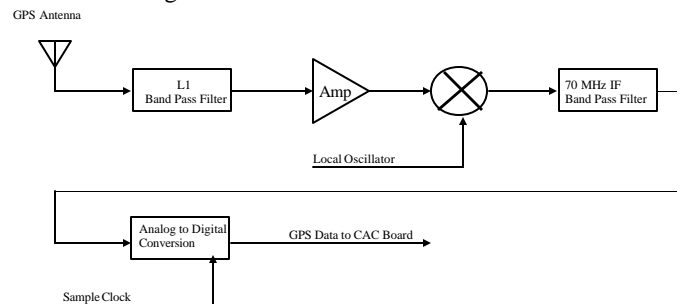 GPS Antenna
L1
Band Pass Filter
Amp
70 MHz IF
Band Pass Filter
Local Oscillator
Analog to Digital
Conversion
GPS Data to CAC Board
Sample Clock